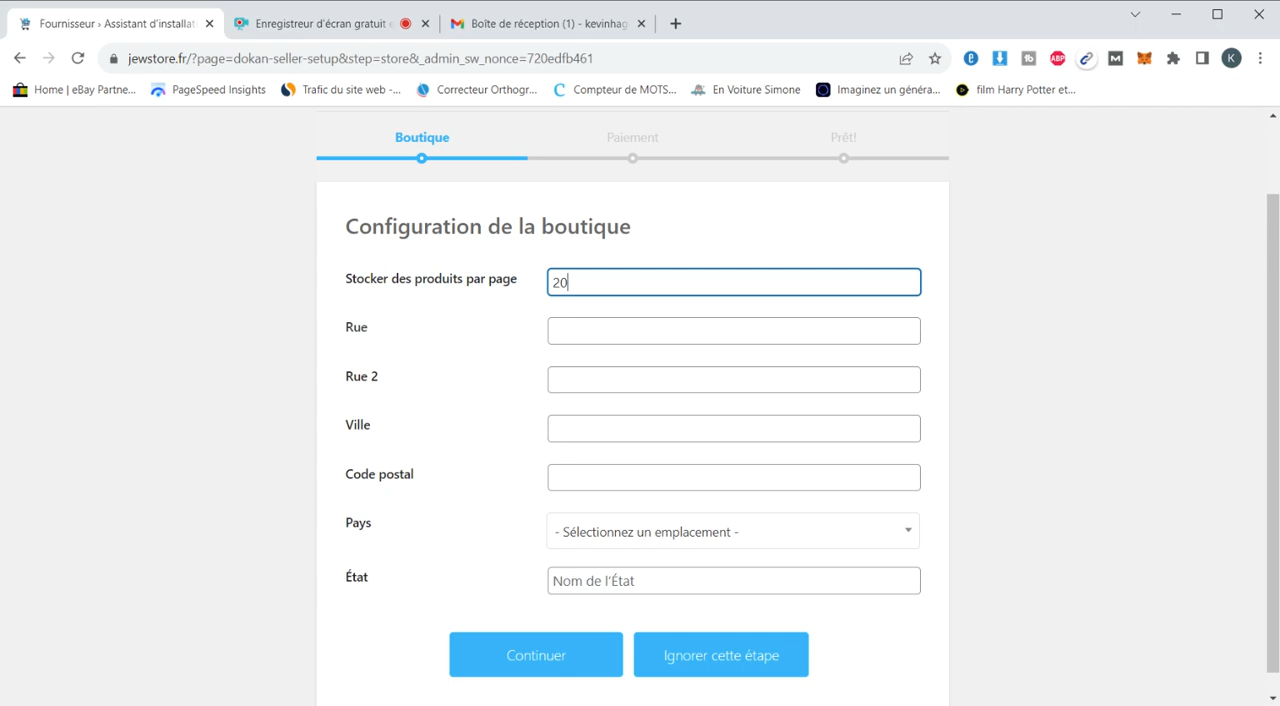 Fournisseur › Assistant d'installat
Enregistreur d'écran gratuit e
Boîte de réception (1) - kevinhag
jewstore.fr/?page=dokan-seller-setup&step=store&_admin_sw_nonce=720edfb461
K
Home | eBay Partne...
PageSpeed Insights
Trafic du site web -...
Correcteur Orthogr...
Compteur de MOTS...
En Voiture Simone
Imaginez un généra...
film Harry Potter et...
Boutique
Paiement
Prêt!
Configuration de la boutique
Stocker des produits par page
20
Rue
Rue 2
Ville
Code postal
Pays
- Sélectionnez un emplacement -
État
Nom de l'État
Continuer
Ignorer cette étape